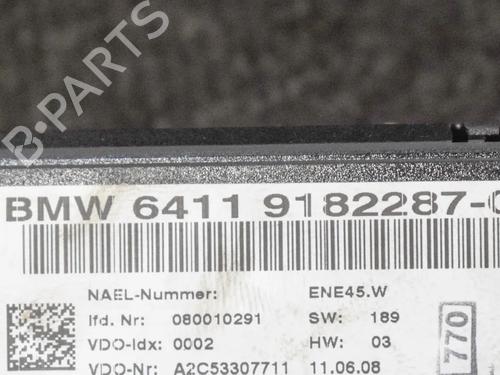 B-PARTS
BMW 6411 9182287-
NAEL-Nummer: ENE45.W
lfd. Nr: 080010291 SW: 189
VDO-Idx: 0002 HW: 03
VDO-Nr: A2C53307711 11.06.08
770